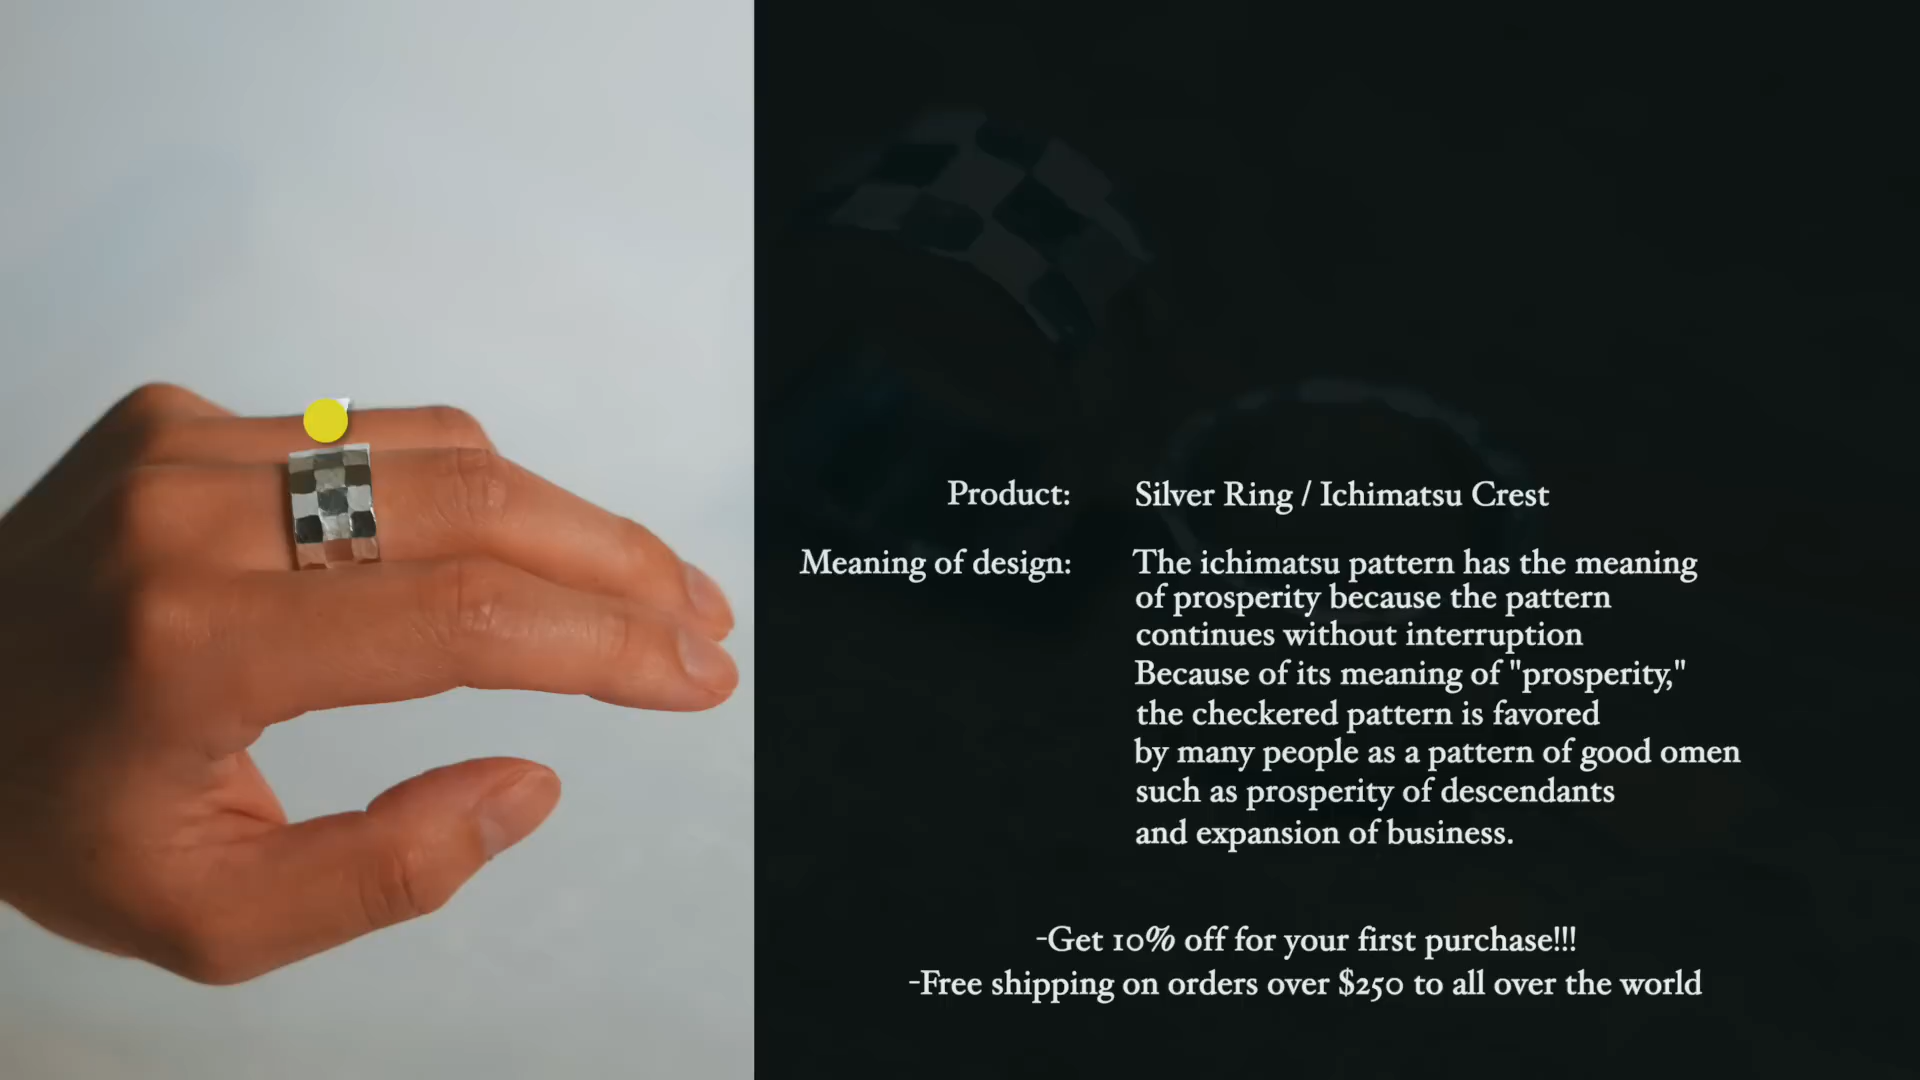 Product: Silver Ring / Ichimatsu Crest
Meaning of design: The ichimatsu pattern has the meaning
of prosperity because the pattern
continues without interruption
Because of its meaning of "prosperity,"
the checkered pattern is favored
by many people as a pattern of good omen
such as prosperity of descendants
and expansion of business.
-Get 10% off for your first purchase!!!
-Free shipping on orders over $250 to all over the world